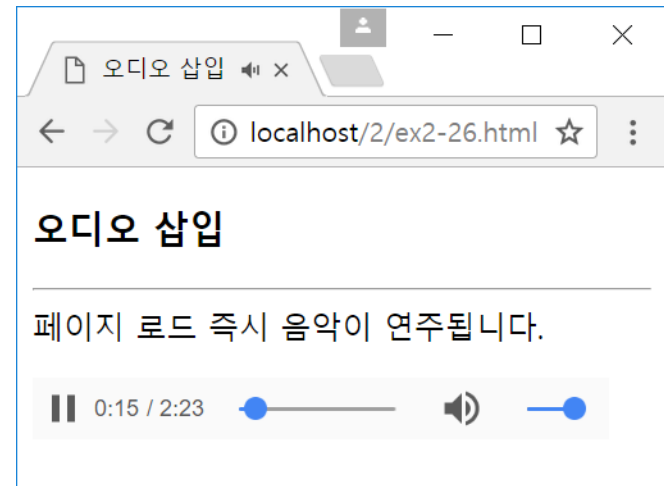 오디오 삽입
localhost/2/ex2-26.html
오디오 삽입
페이지 로드 즉시 음악이 연주됩니다.
0:15 / 2:23